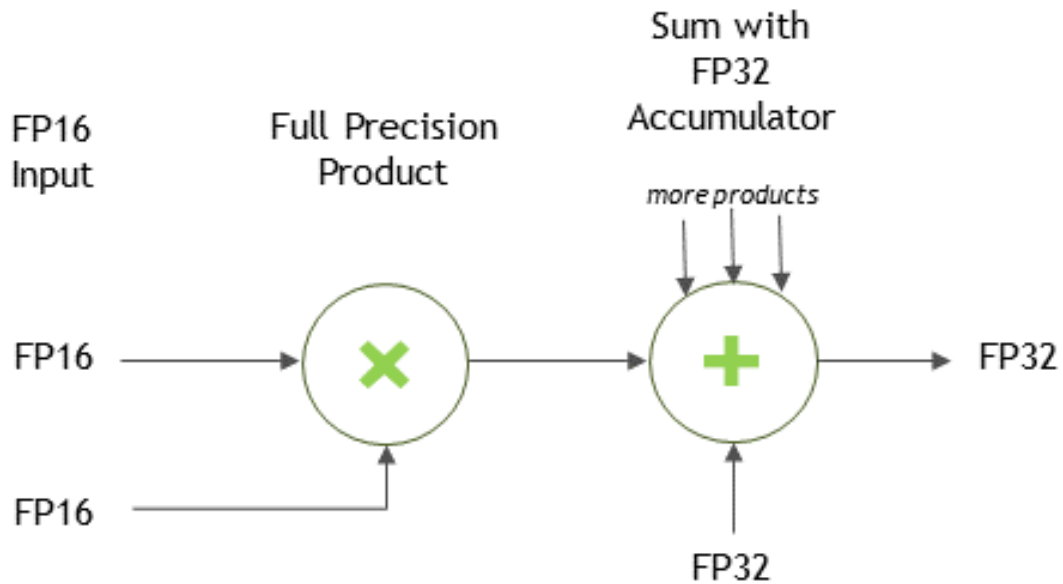 FP16
Input
Full Precision
Product
Sum with
FP32
Accumulator
more products
FP16
FP32
FP16
FP32